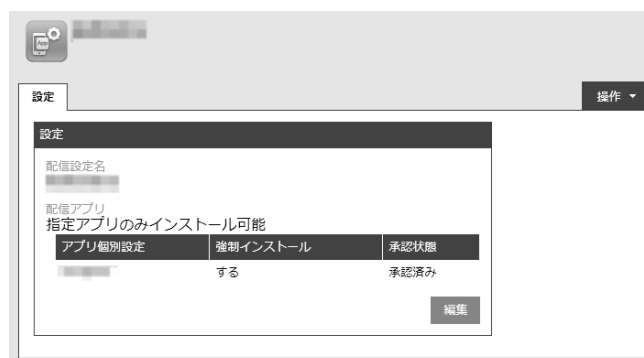 App
設定
操作 ▼
設定
配信設定名
配信アプリ
指定アプリのみインストール可能
アプリ個別設定 強制インストール 承認状態
する 承認済み
編集